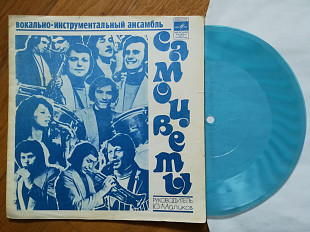 ВОКАЛЬНО-ИНСТРУМЕНТАЛЬНЫЙ АНСАМБЛЬ
САМОЦВЕТЫ
РУКОВОДИТЕЛЬ
Ю. Маликов